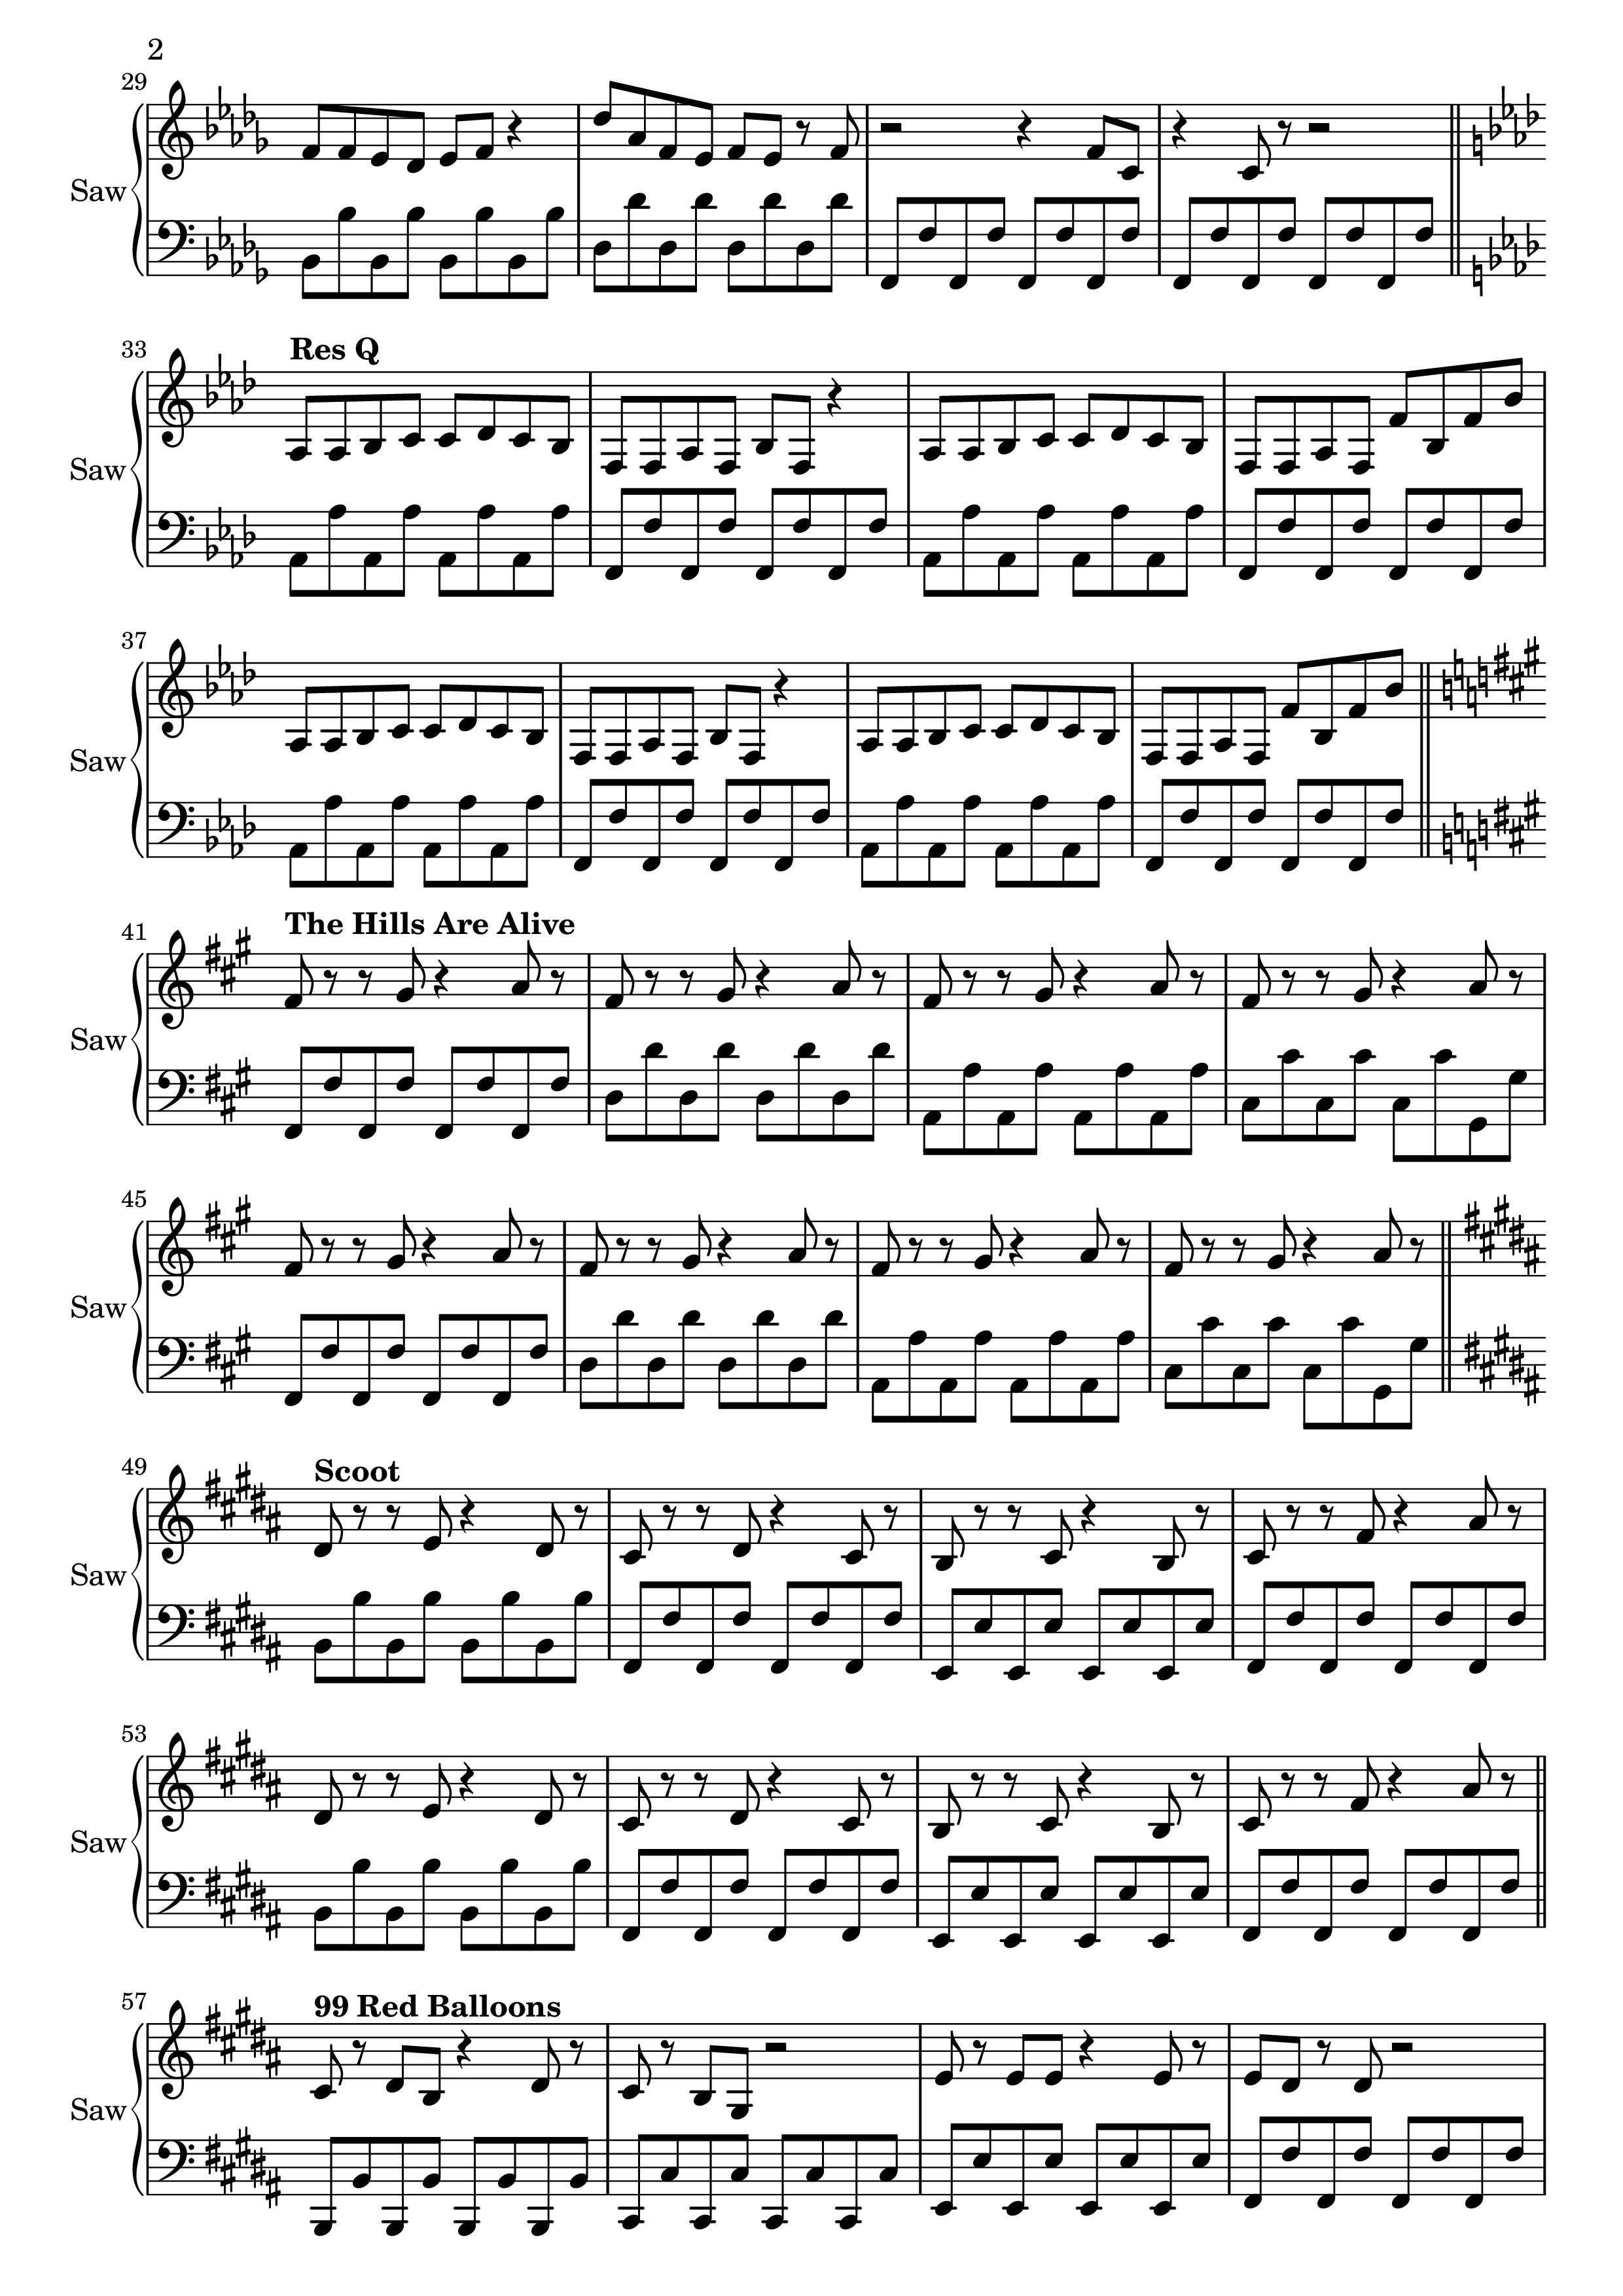 2
29
Saw
33
Res Q
Saw
37
Saw
41
The Hills Are Alive
Saw
45
Saw
49
Scoot
Saw
53
Saw
57
99 Red Balloons
Saw